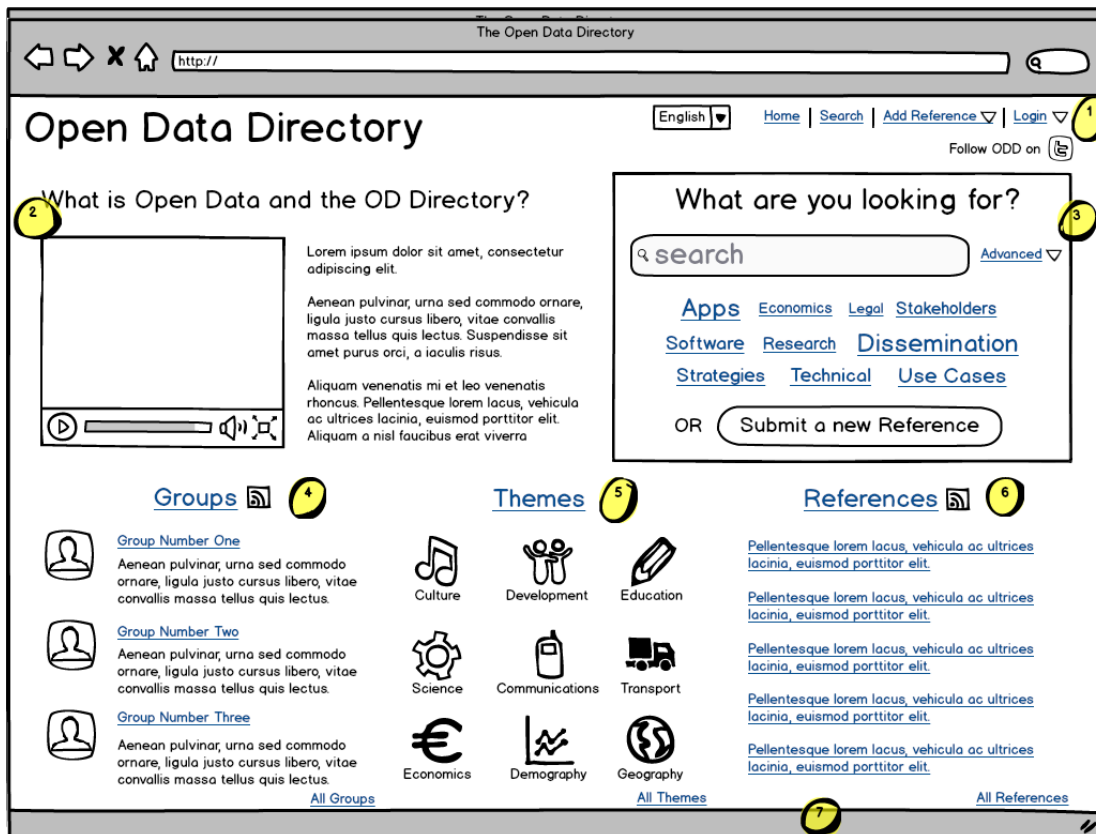 The Open Data Directory
http://
Open Data Directory
English
Home | Search | Add Reference | Login
1
Follow ODD on
2
What is Open Data and the OD Directory?
Lorem ipsum dolor sit amet, consectetur
adipiscing elit.
Aenean pulvinar, urna sed commodo ornare,
ligula justo cursus libero, vitae convallis
massa tellus quis lectus. Suspendisse sit
amet purus orci, a iaculis risus.
Aliquam venenatis mi et leo venenatis
rhoncus. Pellentesque lorem lacus, vehicula
ac ultrices lacinia, euismod porttitor elit.
Aliquam a nisl faucibus erat viverra
What are you looking for?
3
search
Advanced
Apps Economics Legal Stakeholders
Software Research Dissemination
Strategies Technical Use Cases
OR Submit a new Reference
Groups
4
Group Number One
Aenean pulvinar, urna sed commodo
ornare, ligula justo cursus libero, vitae
convallis massa tellus quis lectus.
Group Number Two
Aenean pulvinar, urna sed commodo
ornare, ligula justo cursus libero, vitae
convallis massa tellus quis lectus.
Group Number Three
Aenean pulvinar, urna sed commodo
ornare, ligula justo cursus libero, vitae
convallis massa tellus quis lectus.
All Groups
Themes
5
Culture Development Education
Science Communications Transport
Economics Demography Geography
All Themes
References
6
Pellentesque lorem lacus, vehicula ac ultrices
lacinia, euismod porttitor elit.
Pellentesque lorem lacus, vehicula ac ultrices
lacinia, euismod porttitor elit.
Pellentesque lorem lacus, vehicula ac ultrices
lacinia, euismod porttitor elit.
Pellentesque lorem lacus, vehicula ac ultrices
lacinia, euismod porttitor elit.
Pellentesque lorem lacus, vehicula ac ultrices
lacinia, euismod porttitor elit.
All References
7